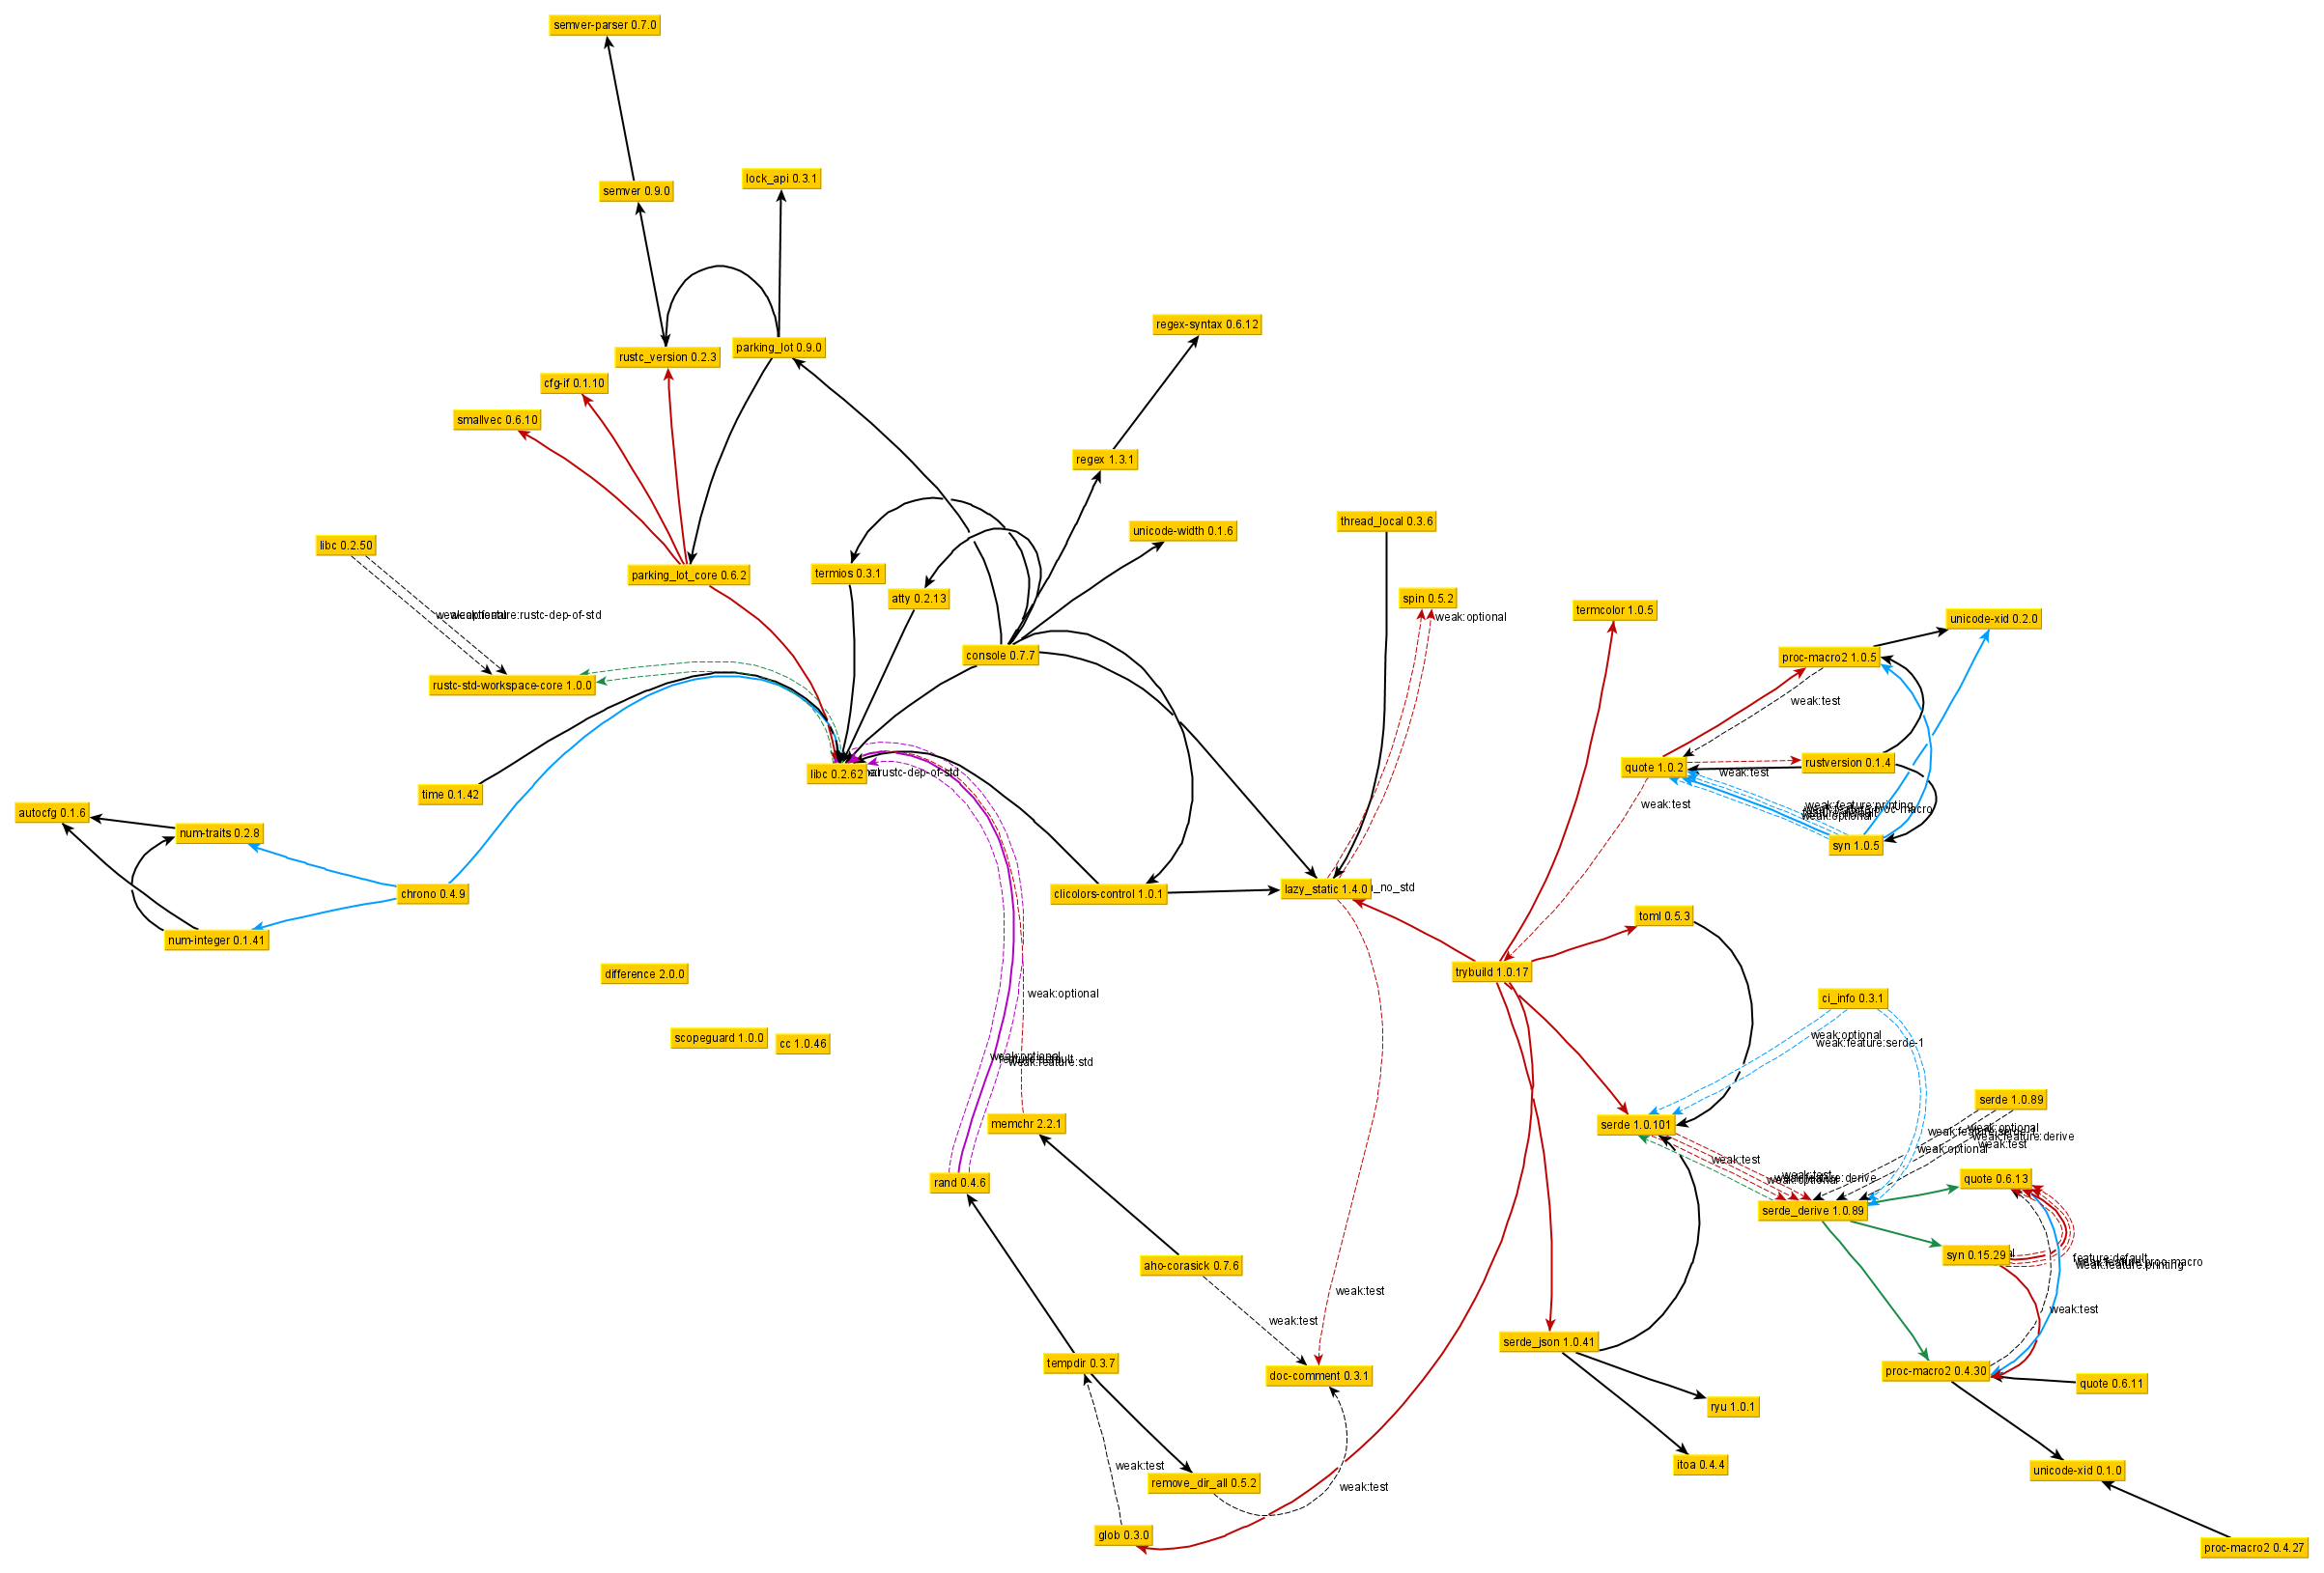 semver-parser 0.7.0
lock_api 0.3.1
semver 0.9.0
regex-syntax 0.6.12
parking_lot 0.9.0
rustc_version 0.2.3
cfg-if 0.1.10
smallvec 0.6.10
regex 1.3.1
thread_local 0.3.6
unicode-width 0.1.6
libc 0.2.50
termios 0.3.1
parking_lot_core 0.6.2
atty 0.2.13
spin 0.5.2
weak:optional
termcolor 1.0.5
weak:feature:rustc-dep-of-std
unicode-xid 0.2.0
console 0.7.7
proc-macro2 1.0.5
rustc-std-workspace-core 1.0.0
weak:test
libc 0.2.62
rustc-dep-of-std
quote 1.0.2
rustversion 0.1.4
weak:test
time 0.1.42
weak:test
weak:feature:printing
weak:optional
autocfg 0.1.6
num-traits 0.2.8
syn 1.0.5
chrono 0.4.9
clicolors-control 1.0.1
lazy_static 1.4.0
_no_std
toml 0.5.3
num-integer 0.1.41
difference 2.0.0
trybuild 1.0.17
weak:optional
ci_info 0.3.1
scopeguard 1.0.0
cc 1.0.46
weak:optional
weak:feature:serde-1
weak:optional
weak:feature:std
serde 1.0.89
memchr 2.2.1
serde 1.0.101
weak:feature:serde-1
weak:optional
weak:feature:derive
weak:test
weak:optional
weak:test
weak:test
weak:feature:derive
weak:optional
rand 0.4.6
quote 0.6.13
serde_derive 1.0.89
syn 0.15.29
feature:default
weak:feature:proc-macro
weak:feature:printing
aho-corasick 0.7.6
weak:test
weak:test
weak:test
serde_json 1.0.41
tempdir 0.3.7
doc-comment 0.3.1
proc-macro2 0.4.30
quote 0.6.11
ryu 1.0.1
weak:test
itoa 0.4.4
unicode-xid 0.1.0
remove_dir_all 0.5.2
weak:test
glob 0.3.0
proc-macro2 0.4.27